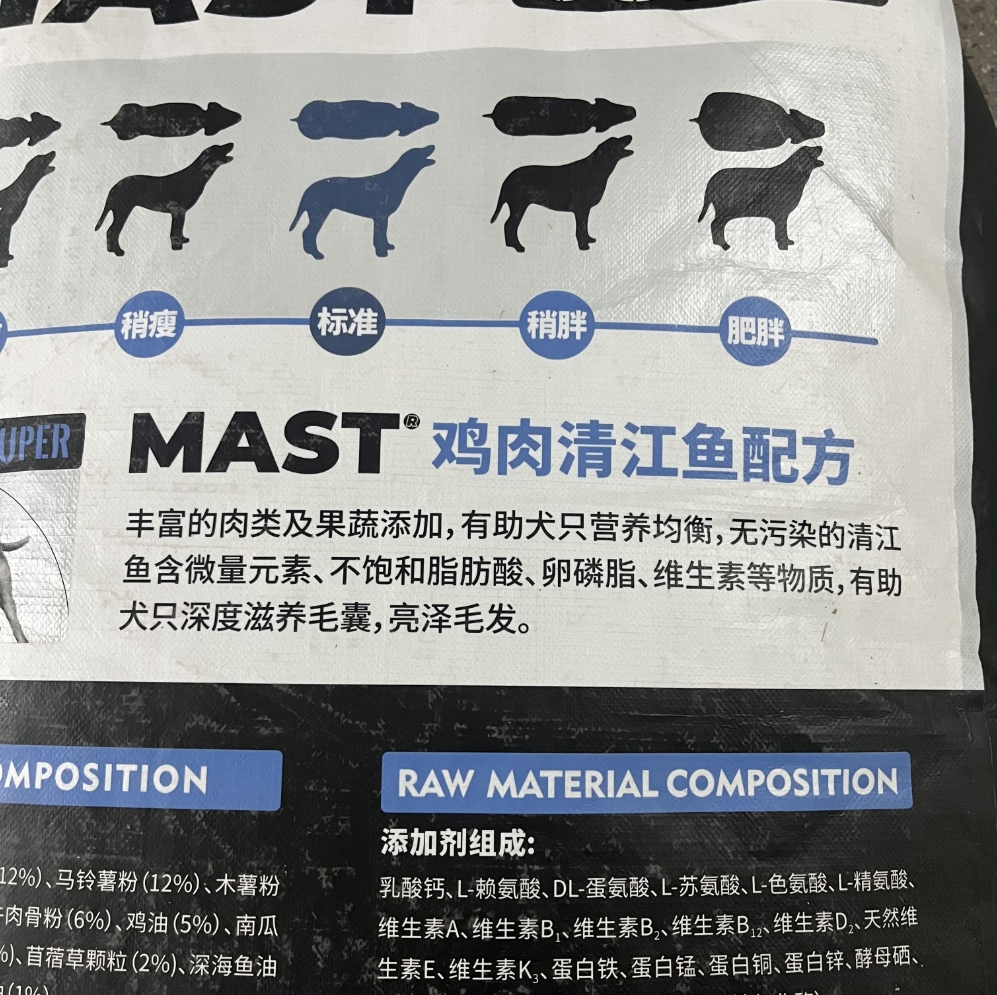 稍瘦 标准 稍胖 肥胖
UPER
MAST® 鸡肉清江鱼配方
丰富的肉类及果蔬添加,有助犬只营养均衡,无污染的清江
鱼含微量元素、不饱和脂肪酸、卵磷脂、维生素等物质,有助
犬只深度滋养毛囊,亮泽毛发。
OMPOSITION
12%)、马铃薯粉(12%)、木薯粉
肉骨粉(6%)、鸡油(5%)、南瓜
%)、苜蓿草颗粒(2%)、深海鱼油
(1%)
RAW MATERIAL COMPOSITION
添加剂组成:
乳酸钙、L-赖氨酸、DL-蛋氨酸、L-苏氨酸、L-色氨酸、L-精氨酸、
维生素A、维生素B₁、维生素B₂、维生素B₁₂、维生素D₂、天然维
生素E、维生素K₃、蛋白铁、蛋白锰、蛋白铜、蛋白锌、酵母硒、